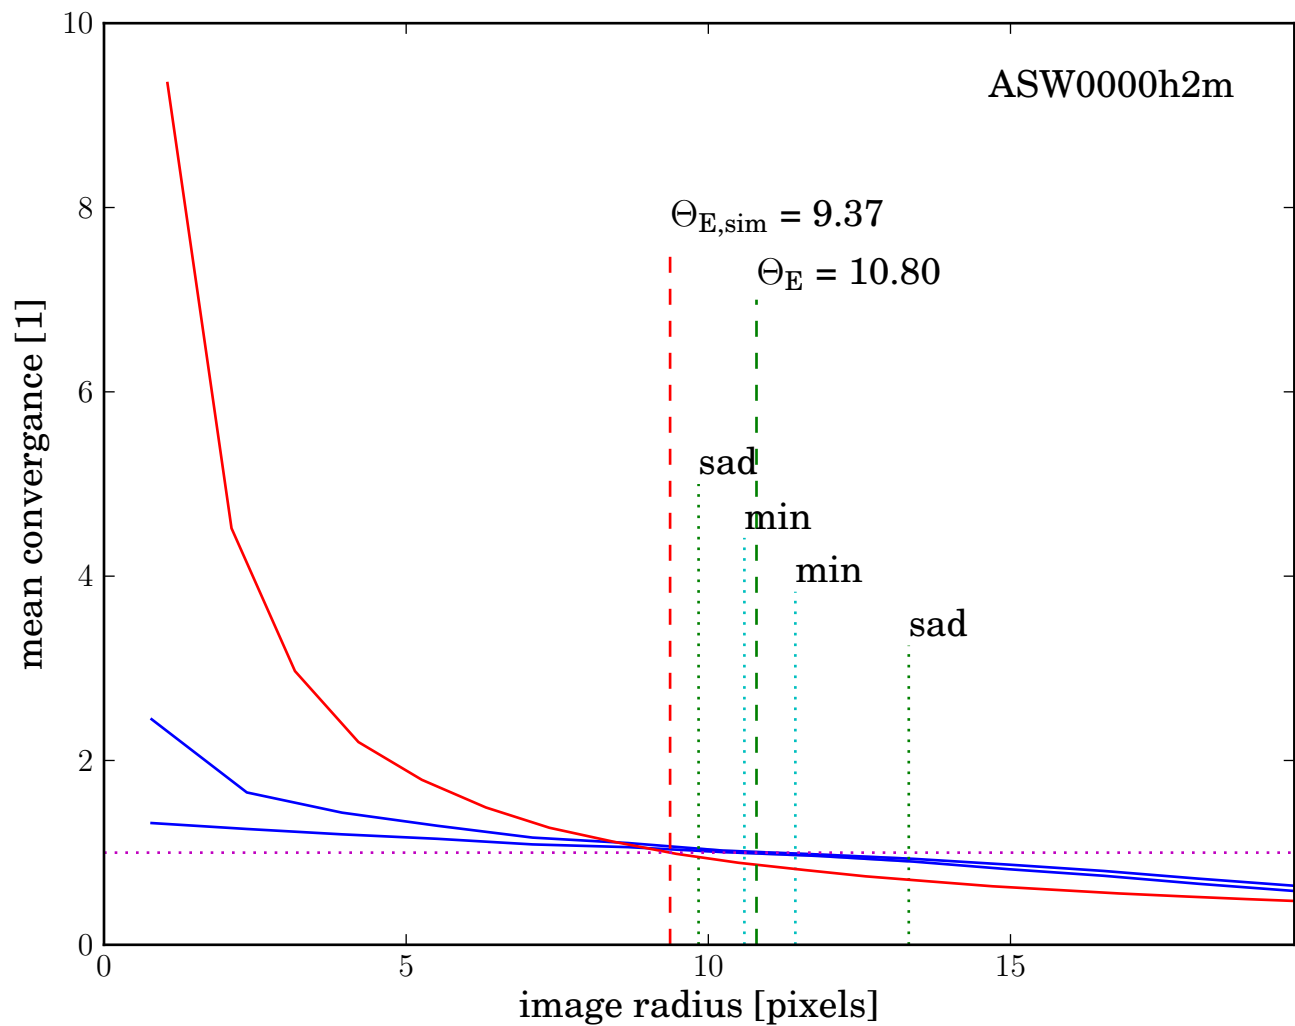 10
ASW0000h2m
8
Θ_E,sim = 9.37
Θ_E = 10.80
6
mean convergance [1]
sad
min
4
min
sad
2
0
0 5 10 15
image radius [pixels]